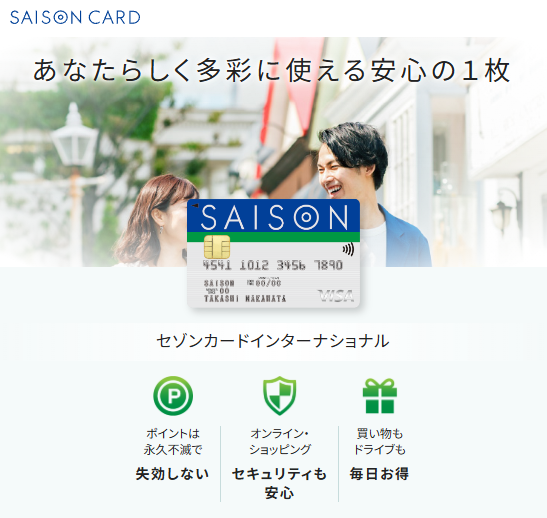 SAISON CARD
あなたらしく多彩に使える安心の1枚
SAISON
4541 1012 3456 7890
SAISON 00/00
TAKASHI NAKAHATA
VISA
セゾンカードインターナショナル
P
ポイントは
永久不滅で
失効しない
オンライン・
ショッピング
セキュリティも
安心
買い物も
ドライブも
毎日お得